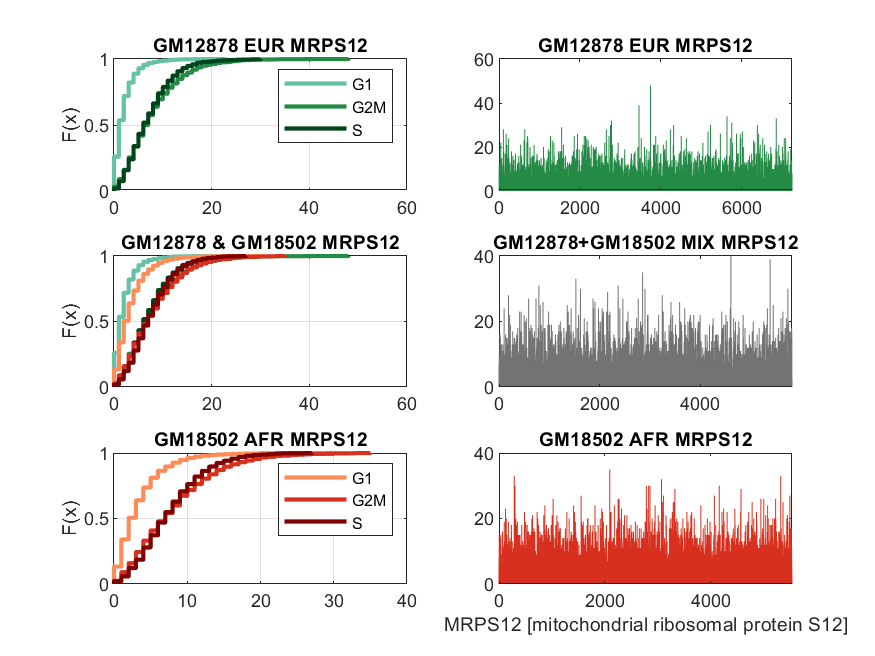 GM12878 EUR MRPS12
F(x)
1
0.5
0
0 20 40 60
G1
G2M
S
GM12878 EUR MRPS12
60
40
20
0
0 2000 4000 6000
GM12878 & GM18502 MRPS12
F(x)
1
0.5
0
0 20 40 60
GM12878+GM18502 MIX MRPS12
40
20
0
0 2000 4000
GM18502 AFR MRPS12
F(x)
1
0.5
0
0 10 20 30 40
G1
G2M
S
GM18502 AFR MRPS12
40
20
0
0 2000 4000
MRPS12 [mitochondrial ribosomal protein S12]